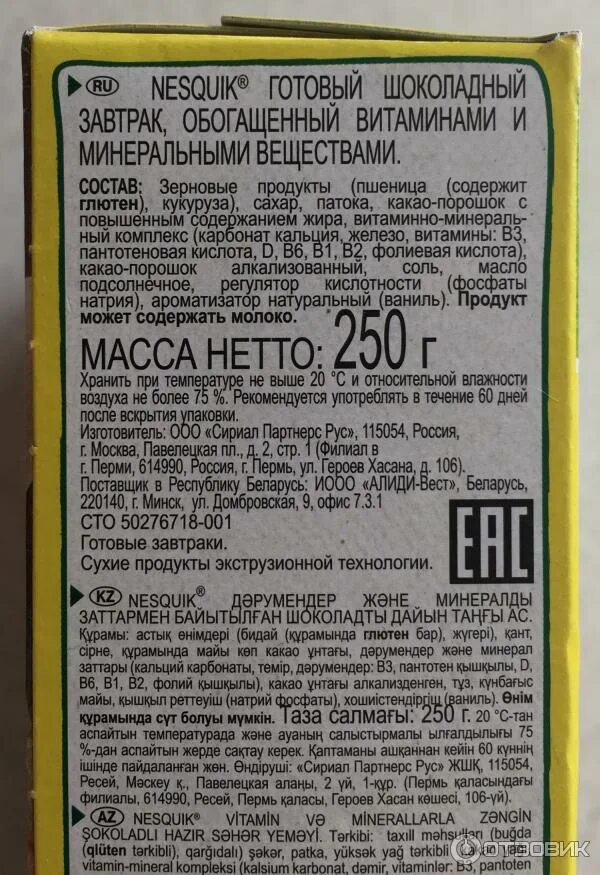 RU NESQUIK® ГОТОВЫЙ ШОКОЛАДНЫЙ
ЗАВТРАК, ОБОГАЩЕННЫЙ ВИТАМИНАМИ И
МИНЕРАЛЬНЫМИ ВЕЩЕСТВАМИ.
СОСТАВ: Зерновые продукты (пшеница (содержит
глютен), кукуруза), сахар, патока, какао-порошок с
повышенным содержанием жира, витаминно-минераль-
ный комплекс (карбонат кальция, железо, витамины: B3,
пантотеновая кислота, D, B6, B1, B2, фолиевая кислота),
какао-порошок алкализованный, соль, масло
подсолнечное, регулятор кислотности (фосфаты
натрия), ароматизатор натуральный (ваниль). Продукт
может содержать молоко.
МАССА НЕТТО: 250 г
Хранить при температуре не выше 20 °С и относительной влажности
воздуха не более 75 %. Рекомендуется употреблять в течение 60 дней
после вскрытия упаковки.
Изготовитель: ООО «Сириал Партнерс Рус», 115054, Россия,
г. Москва, Павелецкая пл., д. 2, стр. 1 (Филиал в
г. Перми, 614990, Россия, г. Пермь, ул. Героев Хасана, д. 106).
Поставщик в Республику Беларусь: ИООО «АЛИДИ-Вест», Беларусь,
220140, г. Минск, ул. Домбровская, 9, офис 7.3.1
СТО 50276718-001
Готовые завтраки.
Сухие продукты экструзионной технологии.
EAC
KZ NESQUIK® ДӘРУМЕНДЕР ЖӘНЕ МИНЕРАЛДЫ
ЗАТТАРМЕН БАЙЫТЫЛҒАН ШОКОЛАДТЫ ДАЙЫН ТАҢҒЫ АС.
Құрамы: астық өнімдері (бидай (құрамында глютен бар), жүгері), қант,
сірне, құрамында майы көп какао ұнтағы, дәрумендер және минерал
заттары (кальций карбонаты, темір, дәрумендер: B3, пантотен қышқылы, D,
B6, B1, B2, фолий қышқылы), какао ұнтағы алкализденген, тұз, күнбағыс
майы, қышқыл реттеуіш (натрий фосфаты), хошиістендіргіш (ваниль). Өнім
құрамында сүт болуы мүмкін. Таза салмағы: 250 г. 20 °С-тан
аспайтын температурада және ауаның салыстырмалы ылғалдылығы 75
%-дан аспайтын жерде сақтау керек. Қаптаманы ашқаннан кейін 60 күннің
ішінде пайдаланған жөн. Өндіруші: «Сириал Партнерс Рус» ЖШҚ, 115054,
Ресей, Мәскеу қ., Павелецкая алаңы, 2 үй, 1-құр. (Пермь қаласындағы
филиалы, 614990, Ресей, Пермь қаласы, Героев Хасан көшесі, 106-үй).
AZ NESQUIK® VİTAMİN VƏ MİNERALLARLA ZƏNGİN
ŞOKOLADLI HAZIR SƏHƏR YEMƏYİ. Tərkibi: taxıll məhsulları (buğda
(qlüten tərkibli), qarğıdalı) şəkər, patka, yüksək yağ tərkibli kakao yağı
vitamin-mineral kompleksi (kalsium karbonat, dəmir, vitaminlər: B3, pantoten
ОТЗОВИК